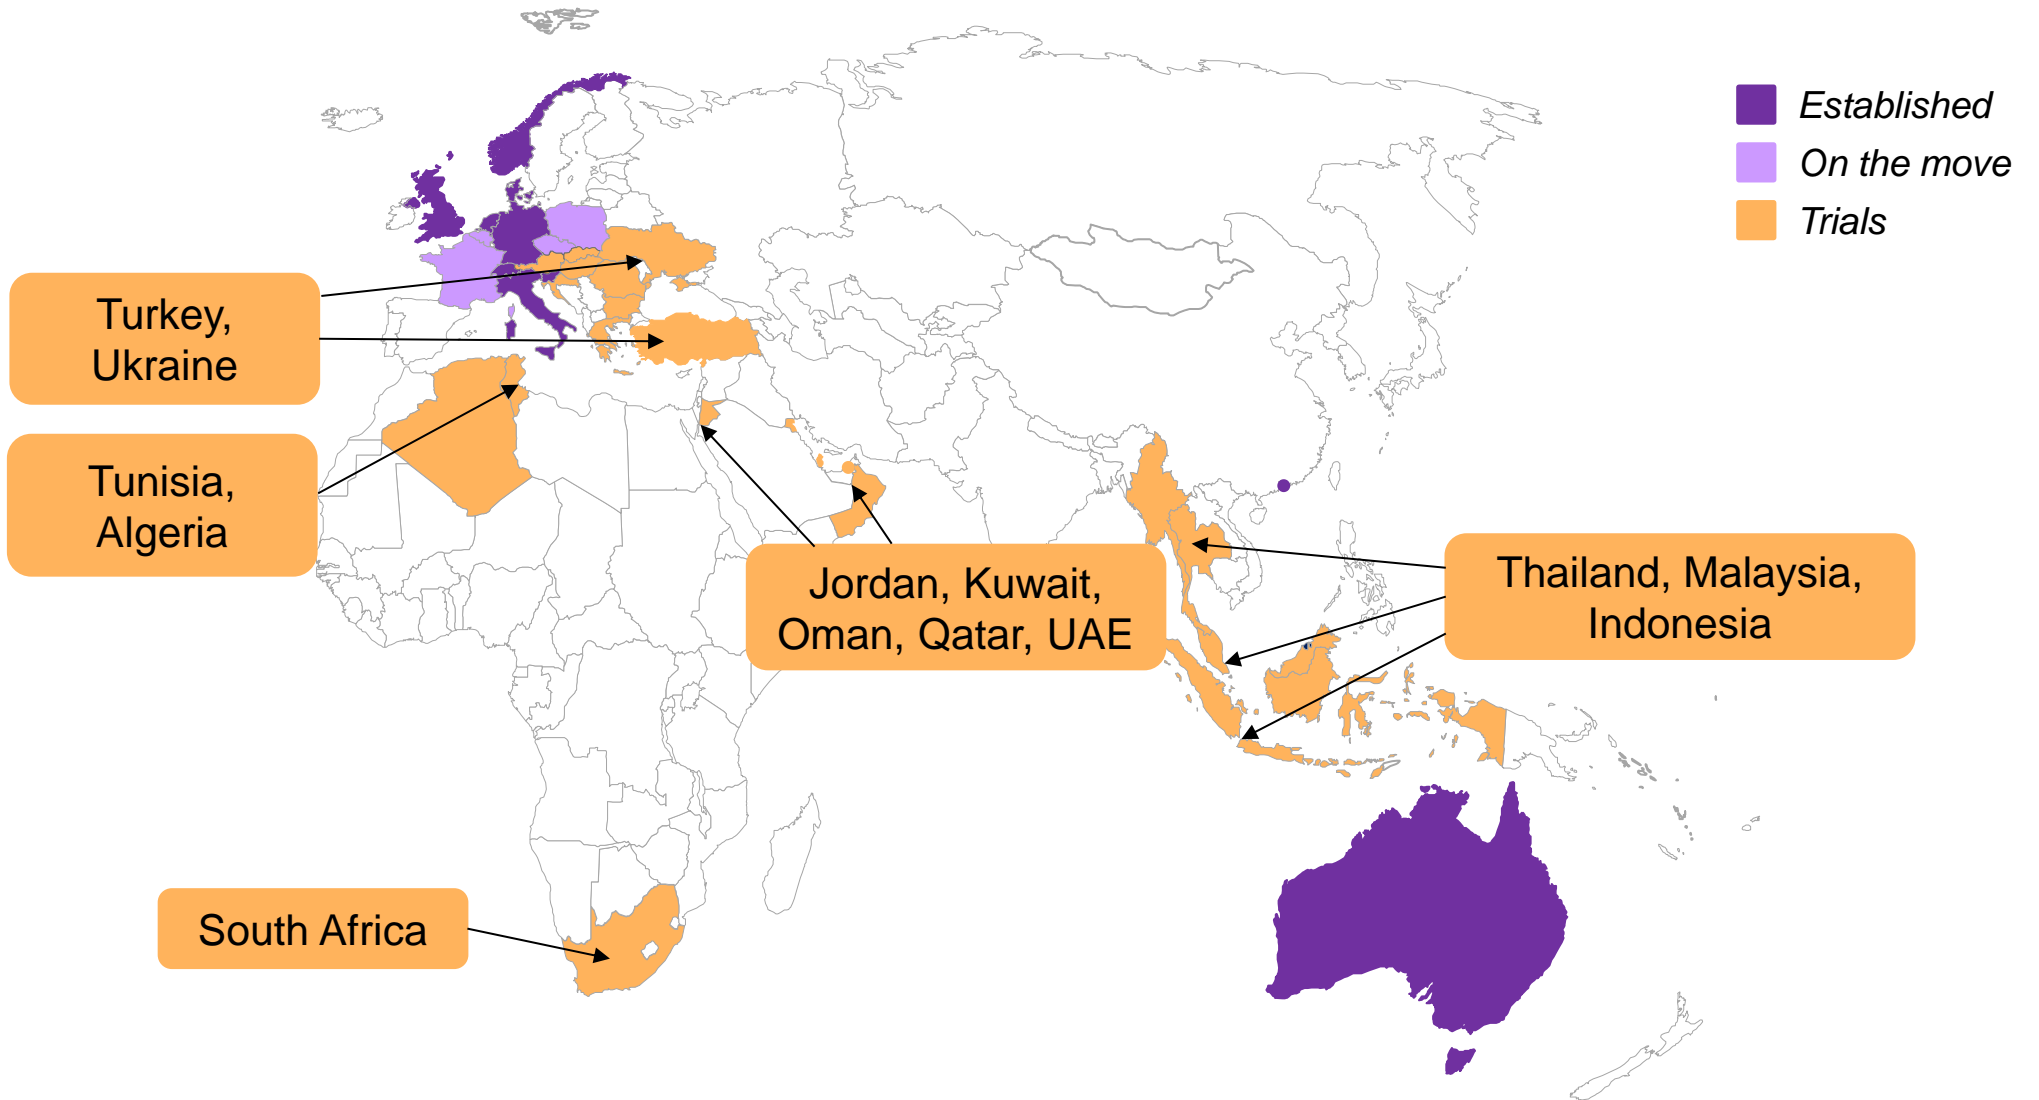 Established
On the move
Trials
Turkey,
Ukraine
Tunisia,
Algeria
Jordan, Kuwait,
Oman, Qatar, UAE
Thailand, Malaysia,
Indonesia
South Africa